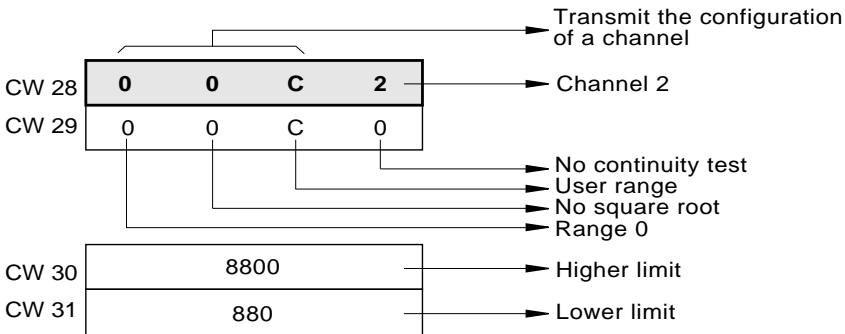 Transmit the configuration
of a channel
CW 28 0 0 C 2 Channel 2
CW 29 0 0 C 0
No continuity test
User range
No square root
Range 0
CW 30 8800 Higher limit
CW 31 880 Lower limit